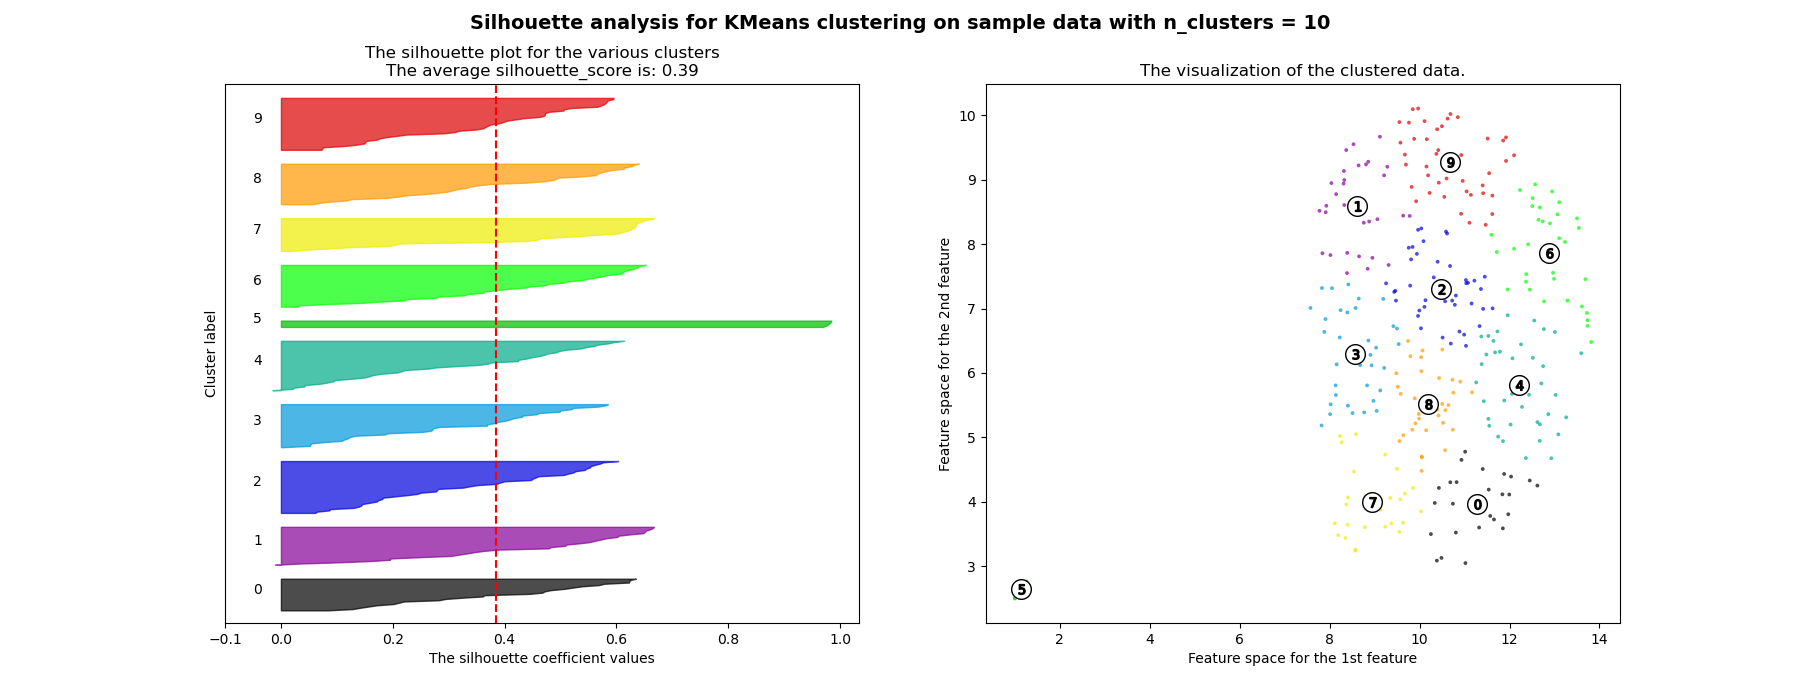 Silhouette analysis for KMeans clustering on sample data with n_clusters = 10
The silhouette plot for the various clusters
The average silhouette_score is: 0.39
9
8
7
6
5
4
3
2
1
0
Cluster label
−0.1 0.0 0.2 0.4 0.6 0.8 1.0
The silhouette coefficient values
The visualization of the clustered data.
10
9
8
7
6
5
4
3
Feature space for the 2nd feature
9
1
6
2
3
4
8
7
0
5
2 4 6 8 10 12 14
Feature space for the 1st feature